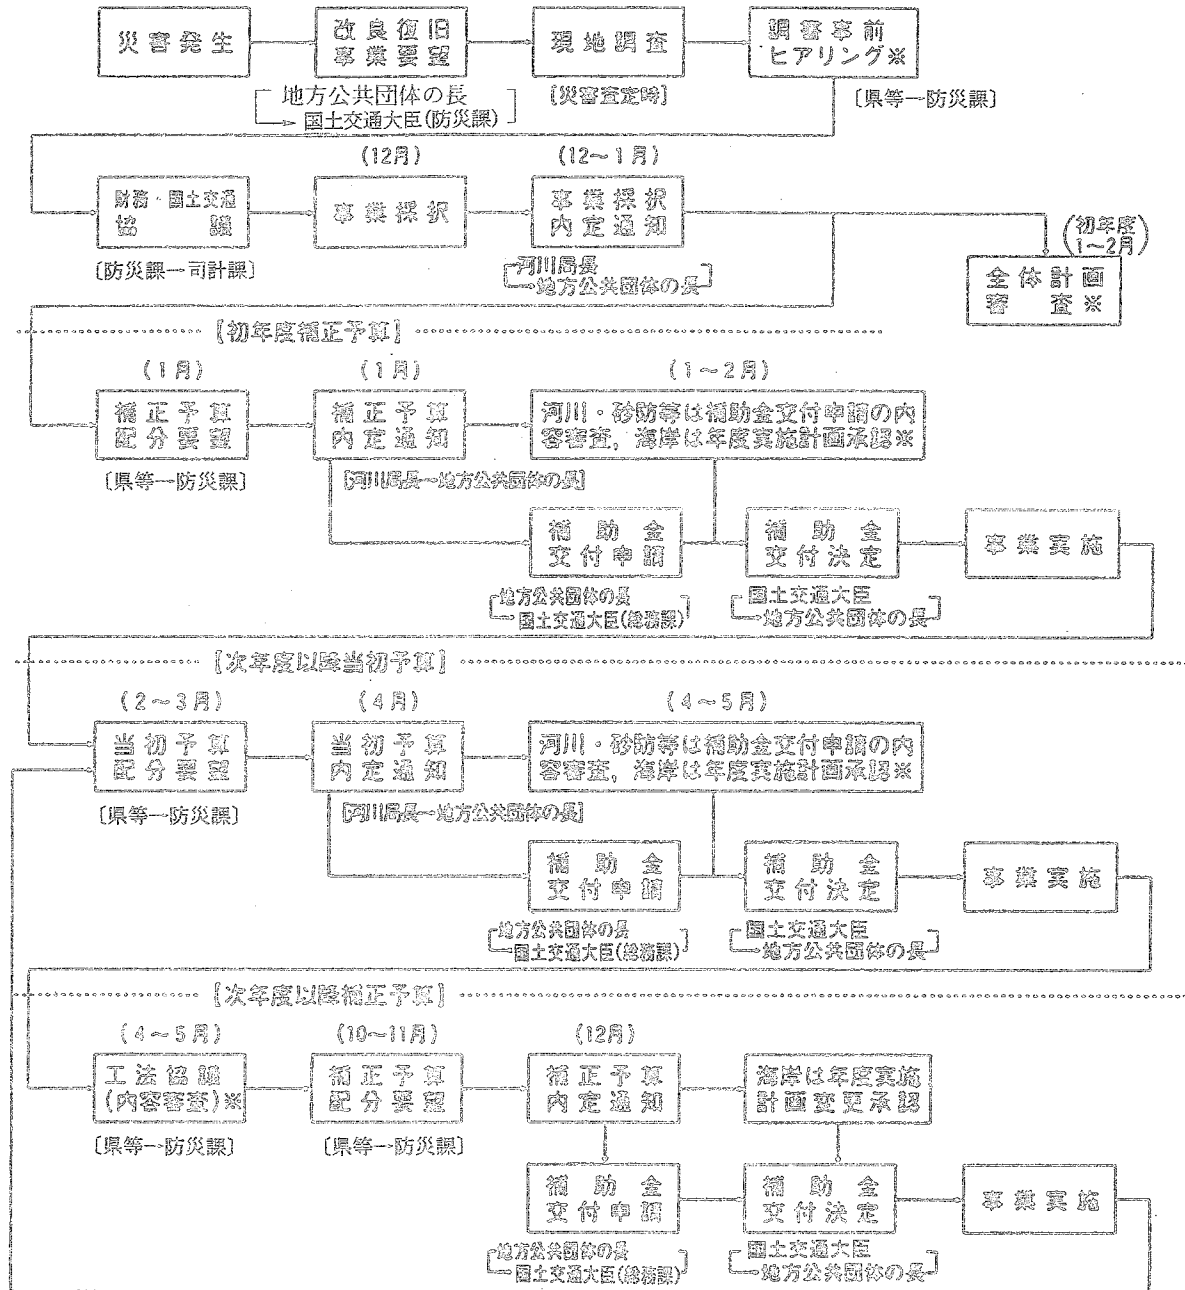 災害発生
改良復旧
事業要望
現地調査
調審事前
ヒアリング※
地方公共団体の長
国土交通大臣(防災課)
[災害査定時]
〔県等→防災課〕
(12月)
(12～1月)
財務・国土交通
協議
事業採択
事業採択
内定通知
〔防災課→司計課〕
河川局長
地方公共団体の長
(初年度
1～2月)
全体計画
審査※
[初年度補正予算]
(1月)
(1月)
(1～2月)
補正予算
配分要望
補正予算
内定通知
河川・砂防等は補助金交付申請の内
容審査，海岸は年度実施計画承認※
〔県等→防災課〕
[河川局長→地方公共団体の長]
補助金
交付申請
補助金
交付決定
事業実施
地方公共団体の長
国土交通大臣(総務課)
国土交通大臣
地方公共団体の長
[次年度以降当初予算]
(2～3月)
(4月)
(4～5月)
当初予算
配分要望
当初予算
内定通知
河川・砂防等は補助金交付申請の内
容審査，海岸は年度実施計画承認※
〔県等→防災課〕
[河川局長→地方公共団体の長]
補助金
交付申請
補助金
交付決定
事業実施
地方公共団体の長
国土交通大臣(総務課)
国土交通大臣
地方公共団体の長
[次年度以降補正予算]
(4～5月)
(10～11月)
(12月)
工法協議
(内容審査)※
補正予算
配分要望
補正予算
内定通知
海岸は年度実施
計画変更承認
〔県等→防災課〕
〔県等→防災課〕
補助金
交付申請
補助金
交付決定
事業実施
地方公共団体の長
国土交通大臣(総務課)
国土交通大臣
地方公共団体の長